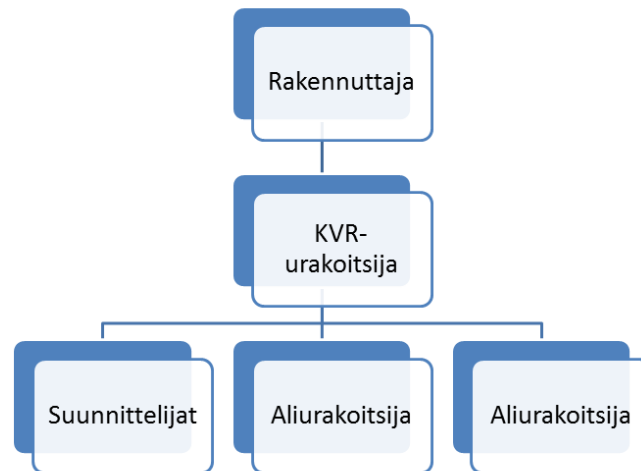 Rakennuttaja
KVR-
urakoitsija
Suunnittelijat
Aliurakoitsija
Aliurakoitsija